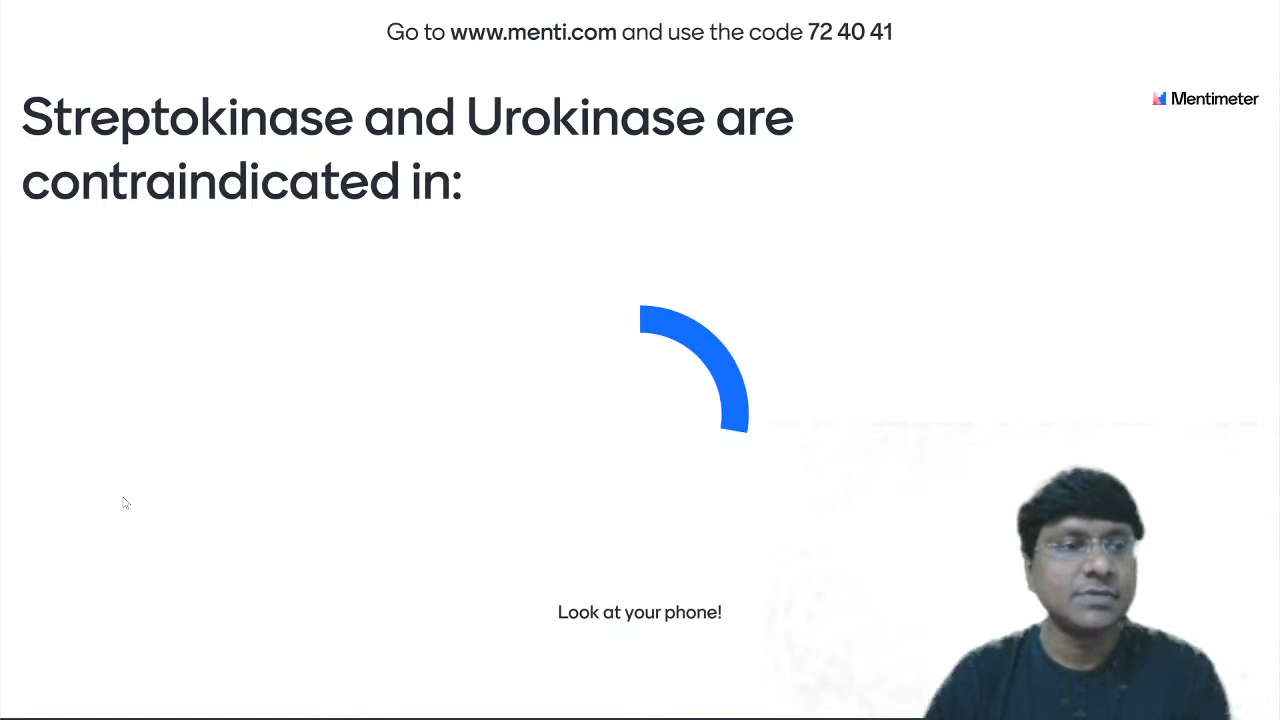 Go to www.menti.com and use the code 72 40 41
Mentimeter
Streptokinase and Urokinase are
contraindicated in:
Look at your phone!